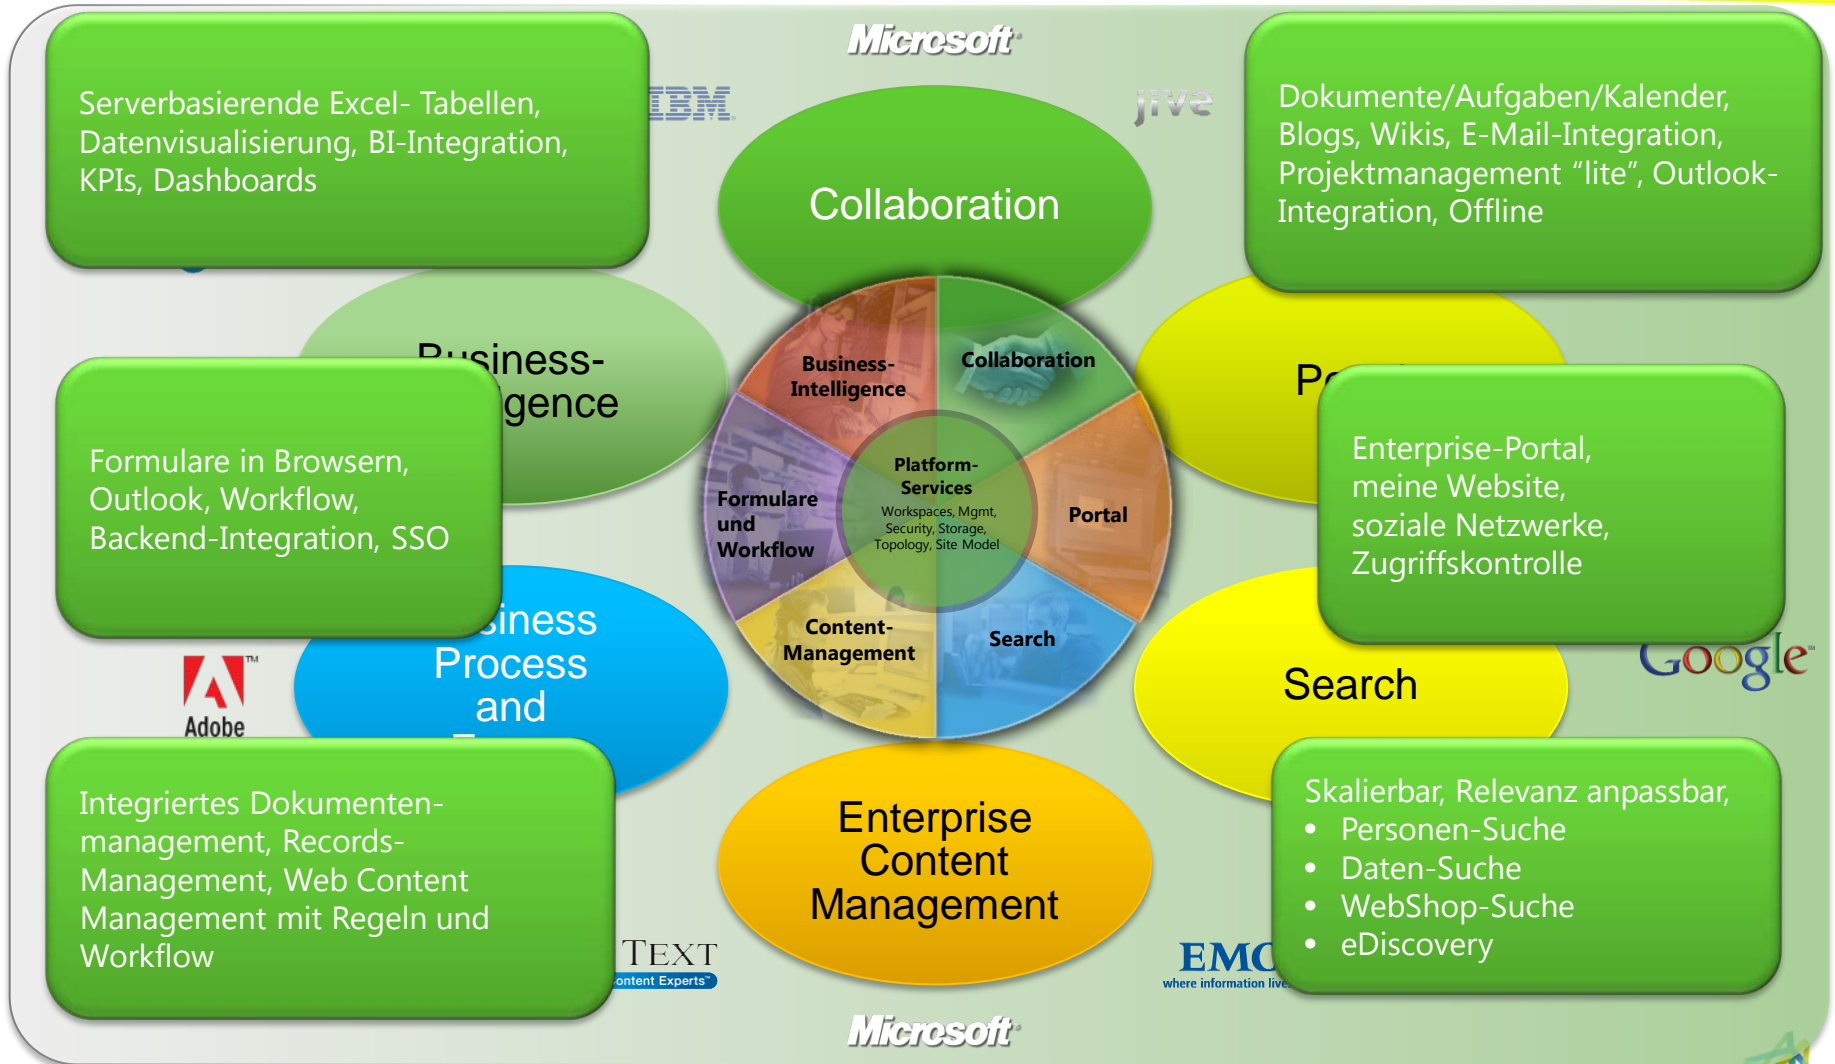 Microsoft
Serverbasierende Excel- Tabellen,
Datenvisualisierung, BI-Integration,
KPIs, Dashboards
IBM
Collaboration
jive
Dokumente/Aufgaben/Kalender,
Blogs, Wikis, E-Mail-Integration,
Projektmanagement “lite”, Outlook-
Integration, Offline
Business-
Formulare in Browsern,
Outlook, Workflow,
Backend-Integration, SSO
Business-
Intelligence
Collaboration
Formulare
und
Workflow
Platform-
Services
Workspaces, Mgmt,
Security, Storage,
Topology, Site Model
Portal
Content-
Management
Search
Enterprise-Portal,
meine Website,
soziale Netzwerke,
Zugriffskontrolle
Process
and
Adobe
Search
Google
Integriertes Dokumenten-
management, Records-
Management, Web Content
Management mit Regeln und
Workflow
Enterprise
Content
Management
Skalierbar, Relevanz anpassbar,
• Personen-Suche
• Daten-Suche
• WebShop-Suche
• eDiscovery
TEXT
Experts™
EMC
where information
Microsoft